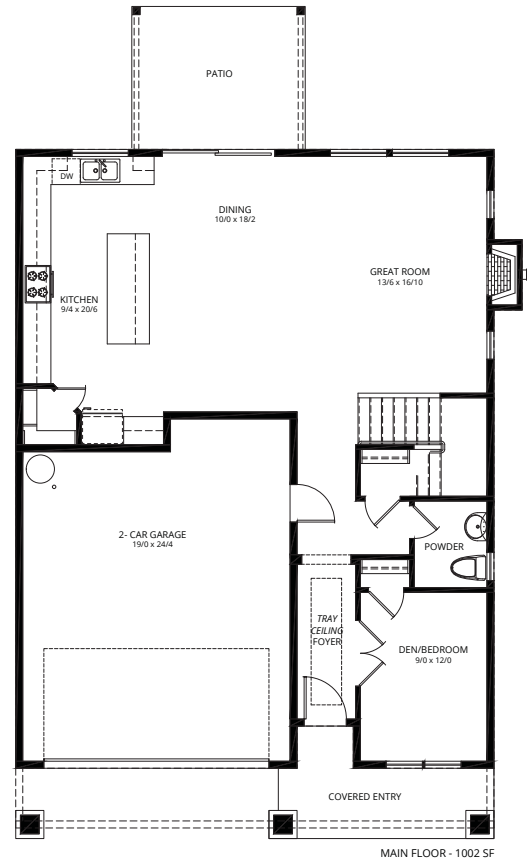 PATIO
DW
DINING
10/0 x 18/2
GREAT ROOM
13/6 x 16/10
KITCHEN
9/4 x 20/6
2- CAR GARAGE
19/0 x 24/4
POWDER
TRAY
CEILING
FOYER
DEN/BEDROOM
9/0 x 12/0
COVERED ENTRY
MAIN FLOOR - 1002 SF